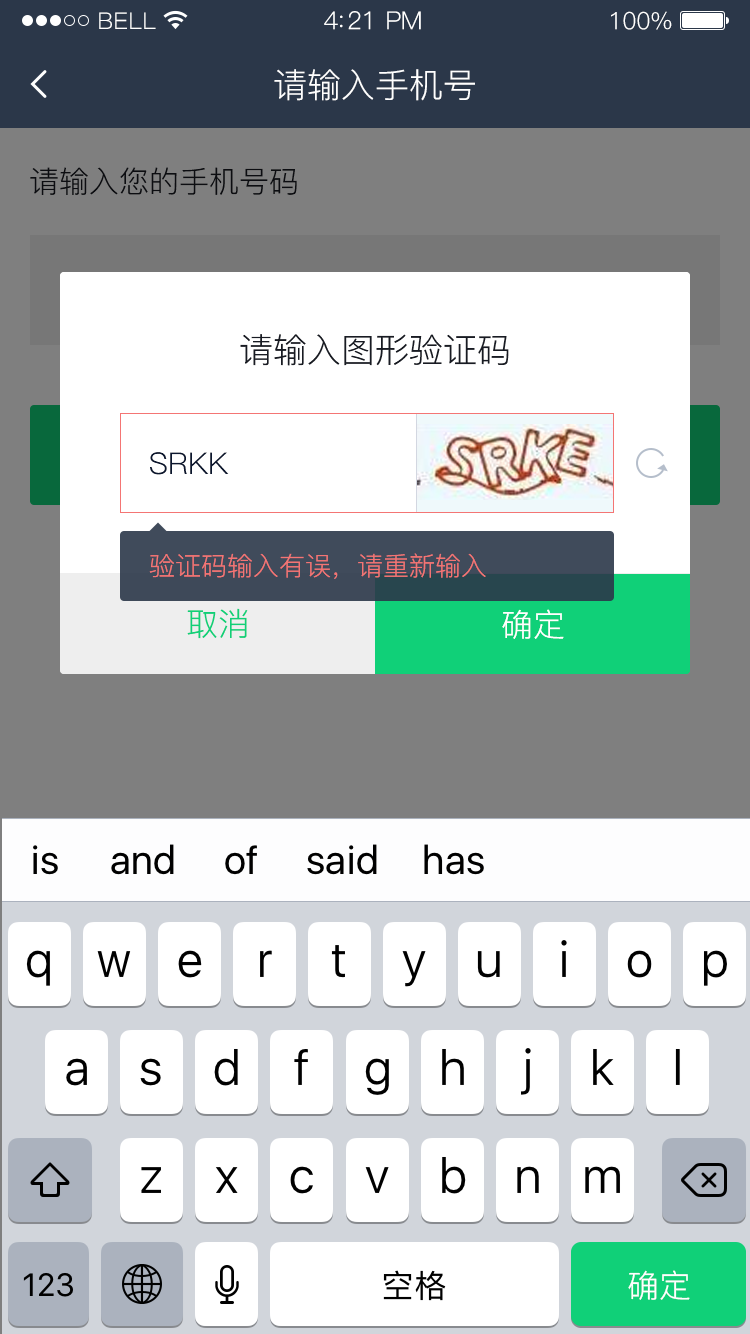 BELL 4:21 PM 100%
请输入手机号
请输入您的手机号码
请输入图形验证码
SRKK SRKE
验证码输入有误，请重新输入
取消 确定
is and of said has
q w e r t y u i o p
a s d f g h j k l
z x c v b n m
123 空格 确定